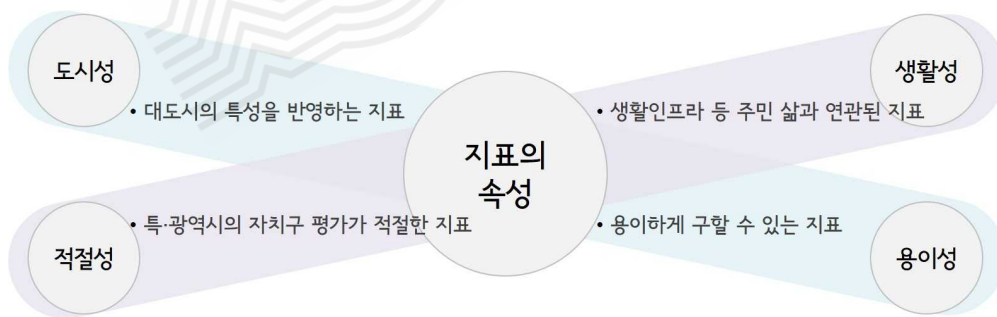 도시성
• 대도시의 특성을 반영하는 지표
생활성
• 생활인프라 등 주민 삶과 연관된 지표
지표의
속성
적절성
• 특·광역시의 자치구 평가가 적절한 지표
용이성
• 용이하게 구할 수 있는 지표